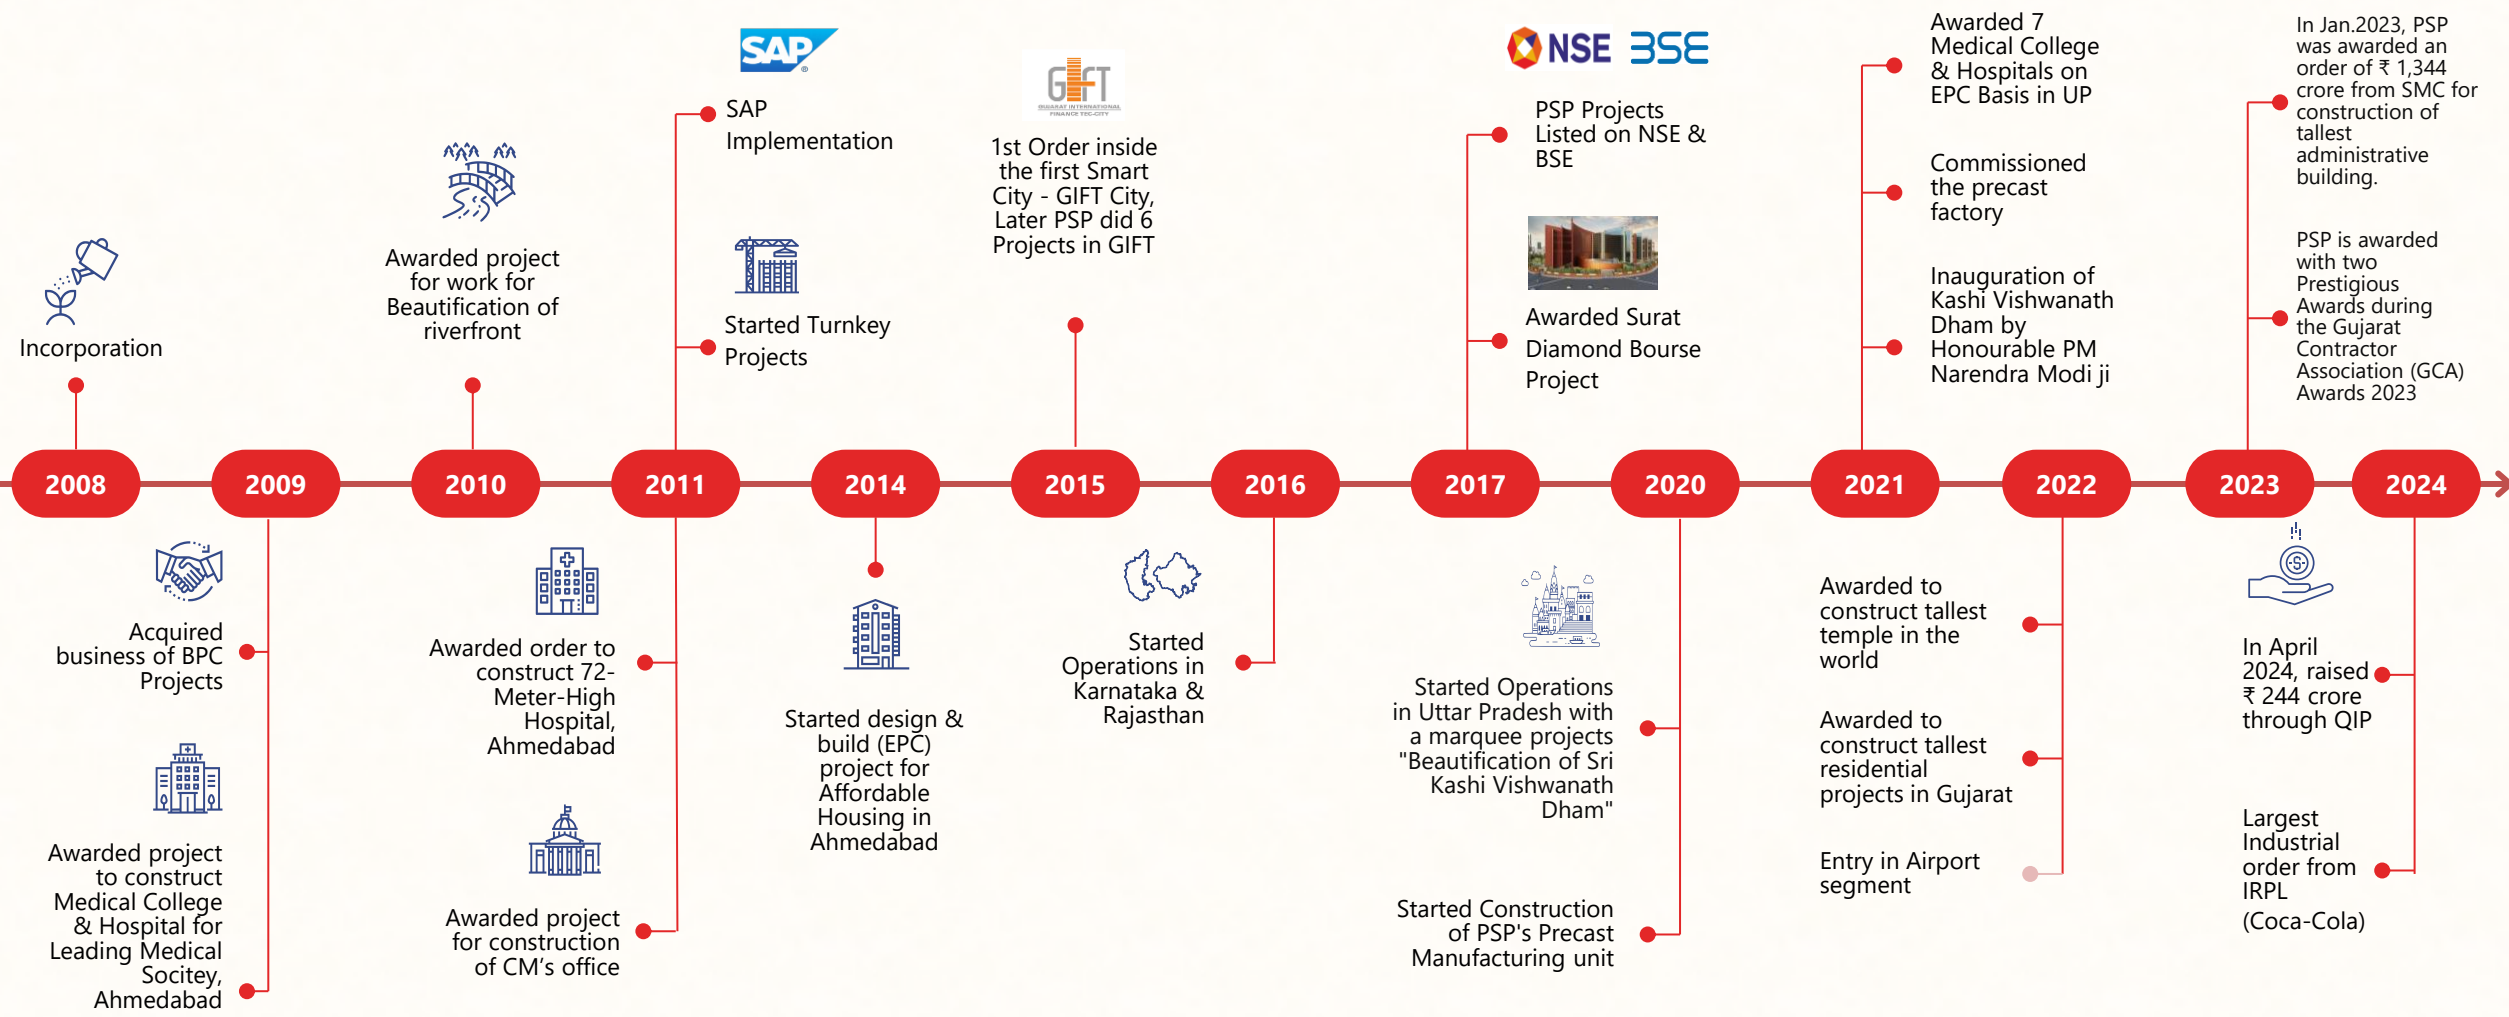 Incorporation
2008
2009
Acquired
business of BPC
Projects
Awarded project
to construct
Medical College
& Hospital for
Leading Medical
Socitey,
Ahmedabad
Awarded project
for work for
Beautification of
riverfront
2010
SAP
®
SAP
Implementation
Started Turnkey
Projects
2011
Awarded order to
construct 72-
Meter-High
Hospital,
Ahmedabad
Awarded project
for construction
of CM’s office
2014
Started design &
build (EPC)
project for
Affordable
Housing in
Ahmedabad
GIFT
GUJARAT INTERNATIONAL
FINANCE TEC-CITY
1st Order inside
the first Smart
City - GIFT City,
Later PSP did 6
Projects in GIFT
2015
2016
Started
Operations in
Karnataka &
Rajasthan
NSE BSE
PSP Projects
Listed on NSE &
BSE
Awarded Surat
Diamond Bourse
Project
2017
2020
Started Operations
in Uttar Pradesh with
a marquee projects
"Beautification of Sri
Kashi Vishwanath
Dham"
Started Construction
of PSP's Precast
Manufacturing unit
Awarded 7
Medical College
& Hospitals on
EPC Basis in UP
Commissioned
the precast
factory
Inauguration of
Kashi Vishwanath
Dham by
Honourable PM
Narendra Modi ji
2021
2022
Awarded to
construct tallest
temple in the
world
Awarded to
construct tallest
residential
projects in Gujarat
Entry in Airport
segment
In Jan.2023, PSP
was awarded an
order of ₹ 1,344
crore from SMC for
construction of
tallest
administrative
building.
PSP is awarded
with two
Prestigious
Awards during
the Gujarat
Contractor
Association (GCA)
Awards 2023
2023
2024
In April
2024, raised
₹ 244 crore
through QIP
Largest
Industrial
order from
IRPL
(Coca-Cola)